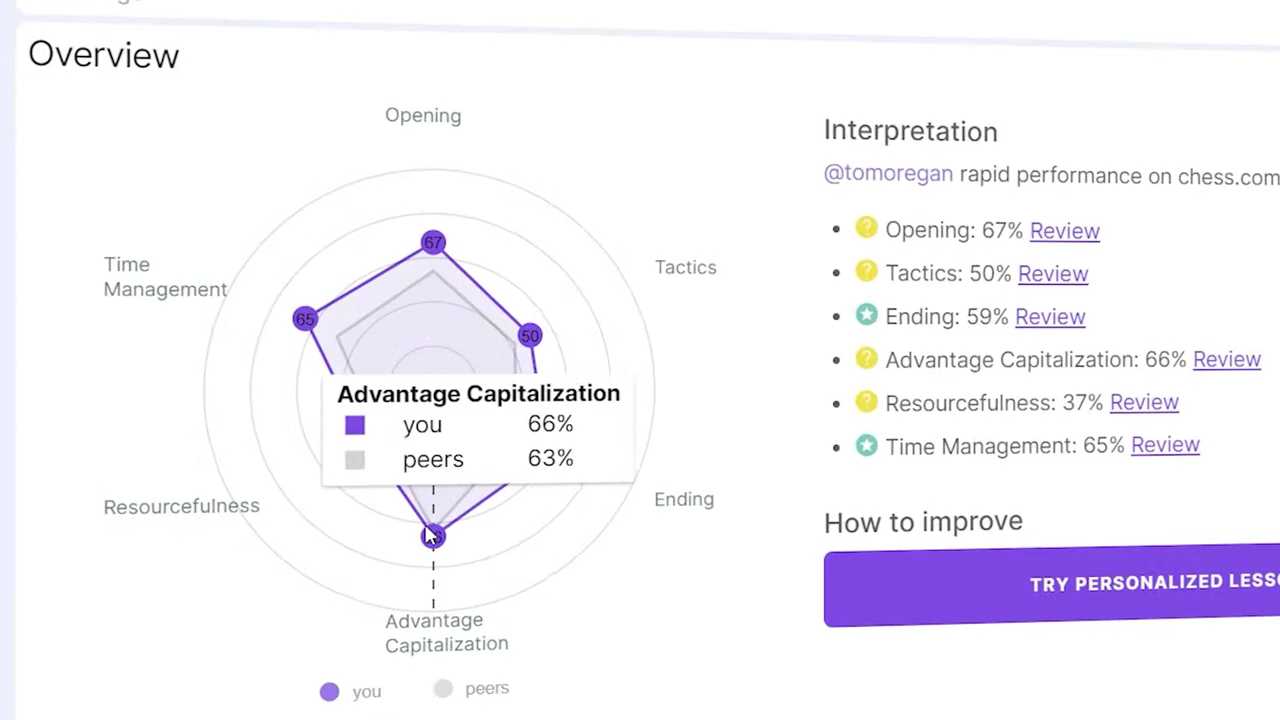 Overview
Opening
Time
Management
Tactics
67
65
50
Advantage Capitalization
you 66%
peers 63%
Resourcefulness
Ending
Advantage
Capitalization
you
peers
Interpretation
@tomoregan rapid performance on chess.com
Opening: 67% Review
Tactics: 50% Review
Ending: 59% Review
Advantage Capitalization: 66% Review
Resourcefulness: 37% Review
Time Management: 65% Review
How to improve
TRY PERSONALIZED